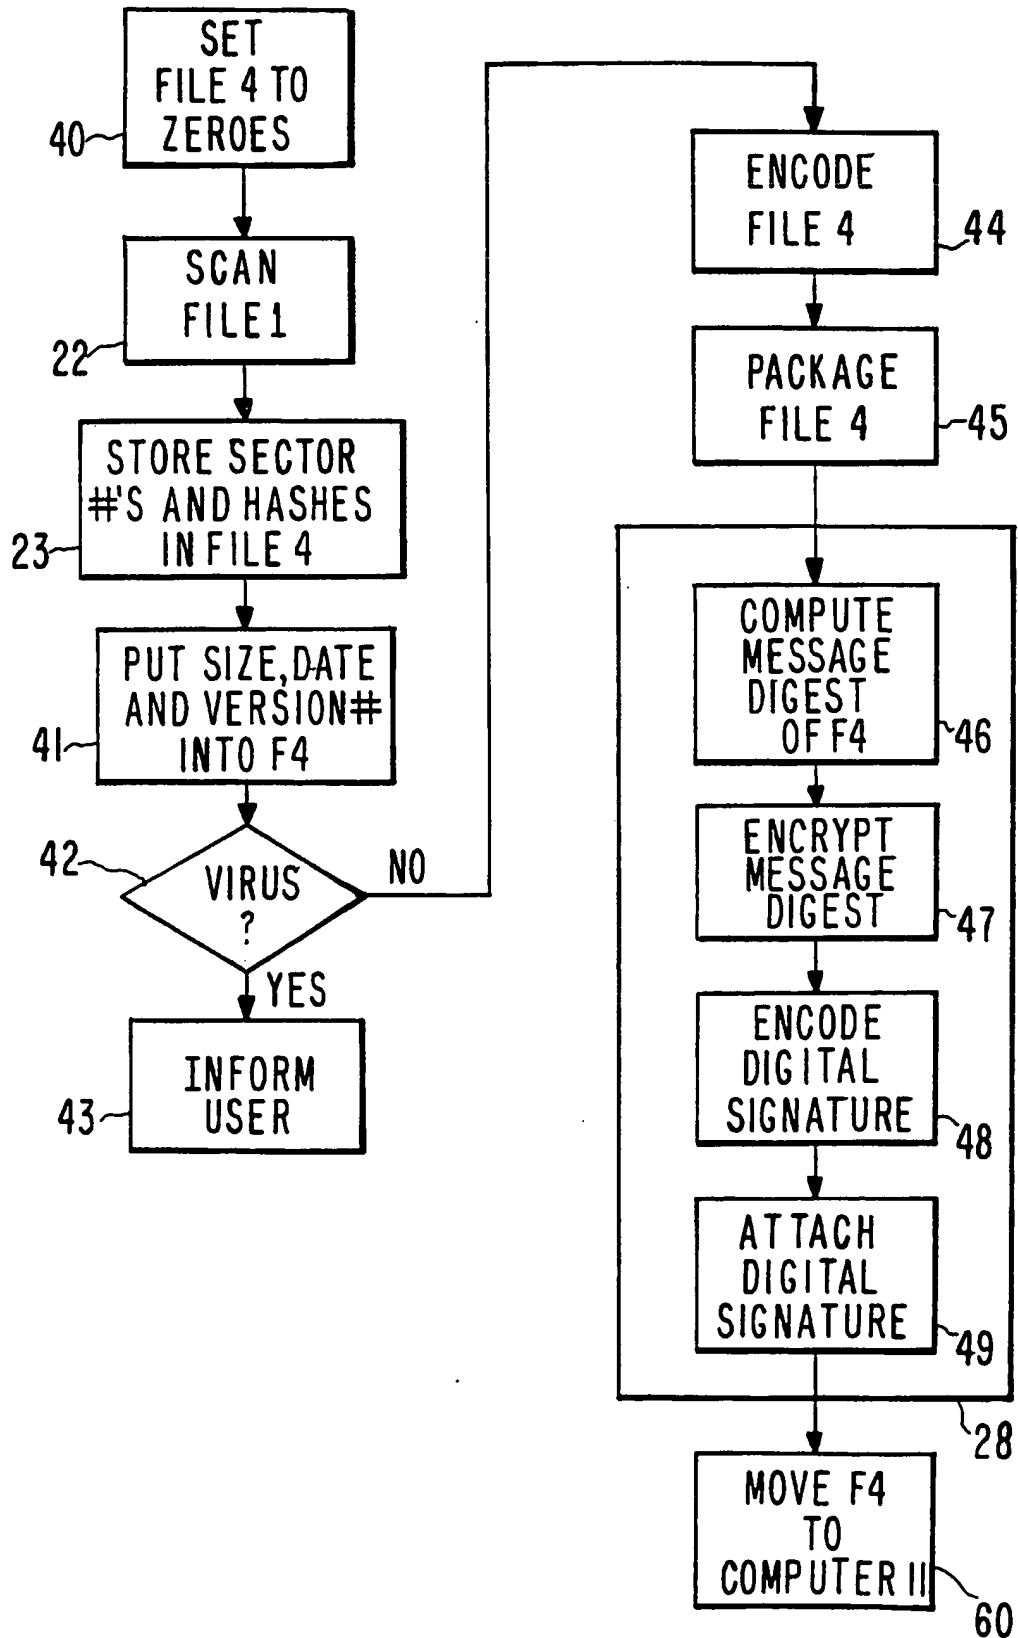 SET
FILE 4 TO
ZEROES
40
SCAN
FILE 1
22
STORE SECTOR
#'S AND HASHES
IN FILE 4
23
PUT SIZE, DATE
AND VERSION #
INTO F4
41
42
VIRUS
?
NO
YES
INFORM
USER
43
ENCODE
FILE 4
44
PACKAGE
FILE 4
45
COMPUTE
MESSAGE
DIGEST
OF F4
46
ENCRYPT
MESSAGE
DIGEST
47
ENCODE
DIGITAL
SIGNATURE
48
ATTACH
DIGITAL
SIGNATURE
49
28
MOVE F4
TO
COMPUTER 11
60